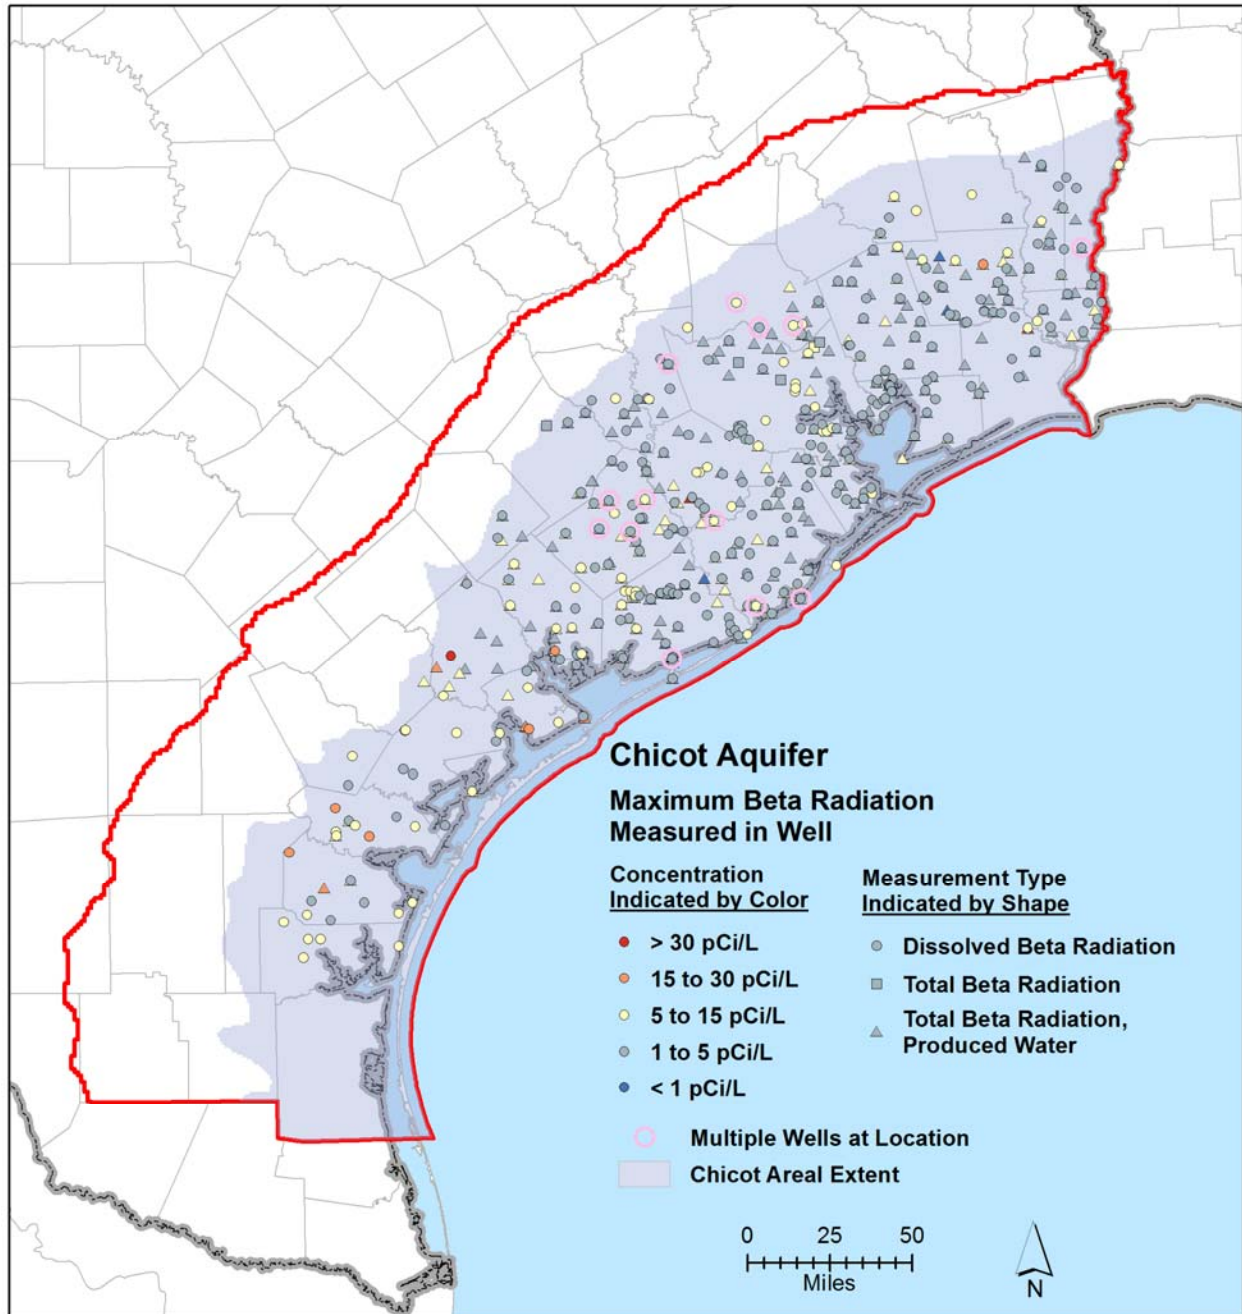 Chicot Aquifer
Maximum Beta Radiation
Measured in Well
Concentration
Indicated by Color
> 30 pCi/L
15 to 30 pCi/L
5 to 15 pCi/L
1 to 5 pCi/L
< 1 pCi/L
Measurement Type
Indicated by Shape
Dissolved Beta Radiation
Total Beta Radiation
Total Beta Radiation,
Produced Water
Multiple Wells at Location
Chicot Areal Extent
0 25 50
Miles
N